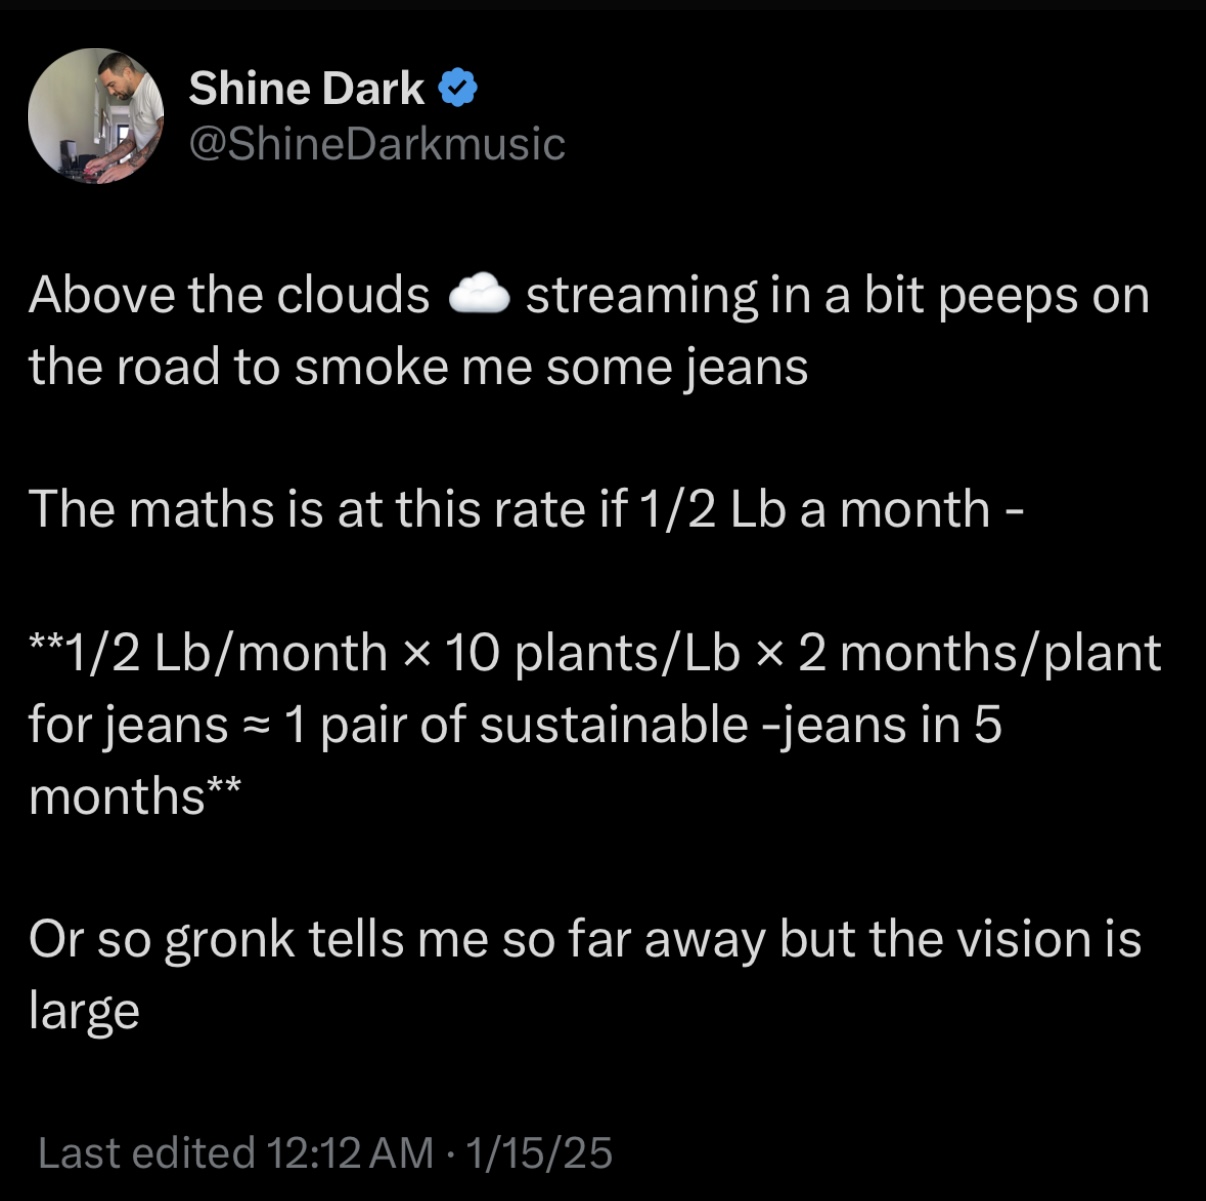 Shine Dark
@ShineDarkmusic
Above the clouds ☁️ streaming in a bit peeps on
the road to smoke me some jeans
The maths is at this rate if 1/2 Lb a month -
**1/2 Lb/month × 10 plants/Lb × 2 months/plant
for jeans ≈ 1 pair of sustainable -jeans in 5
months**
Or so gronk tells me so far away but the vision is
large
Last edited 12:12 AM · 1/15/25